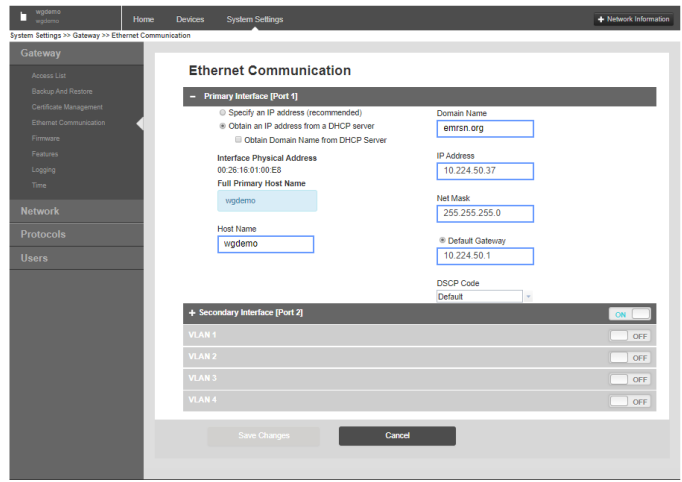 wgdemo
wgdemo
Home Devices System Settings
+ Network Information
System Settings >> Gateway >> Ethernet Communication
Gateway
Access List
Backup And Restore
Certificate Management
Ethernet Communication
Firmware
Features
Logging
Time
Network
Protocols
Users
Ethernet Communication
− Primary Interface [Port 1]
Specify an IP address (recommended)
Obtain an IP address from a DHCP server
Obtain Domain Name from DHCP Server
Interface Physical Address
00:26:16:01:00:E8
Full Primary Host Name
wgdemo
Host Name
wgdemo
Domain Name
emrsn.org
IP Address
10.224.50.37
Net Mask
255.255.255.0
Default Gateway
10.224.50.1
DSCP Code
Default
+ Secondary Interface [Port 2] ON
VLAN 1 OFF
VLAN 2 OFF
VLAN 3 OFF
VLAN 4 OFF
Save Changes Cancel